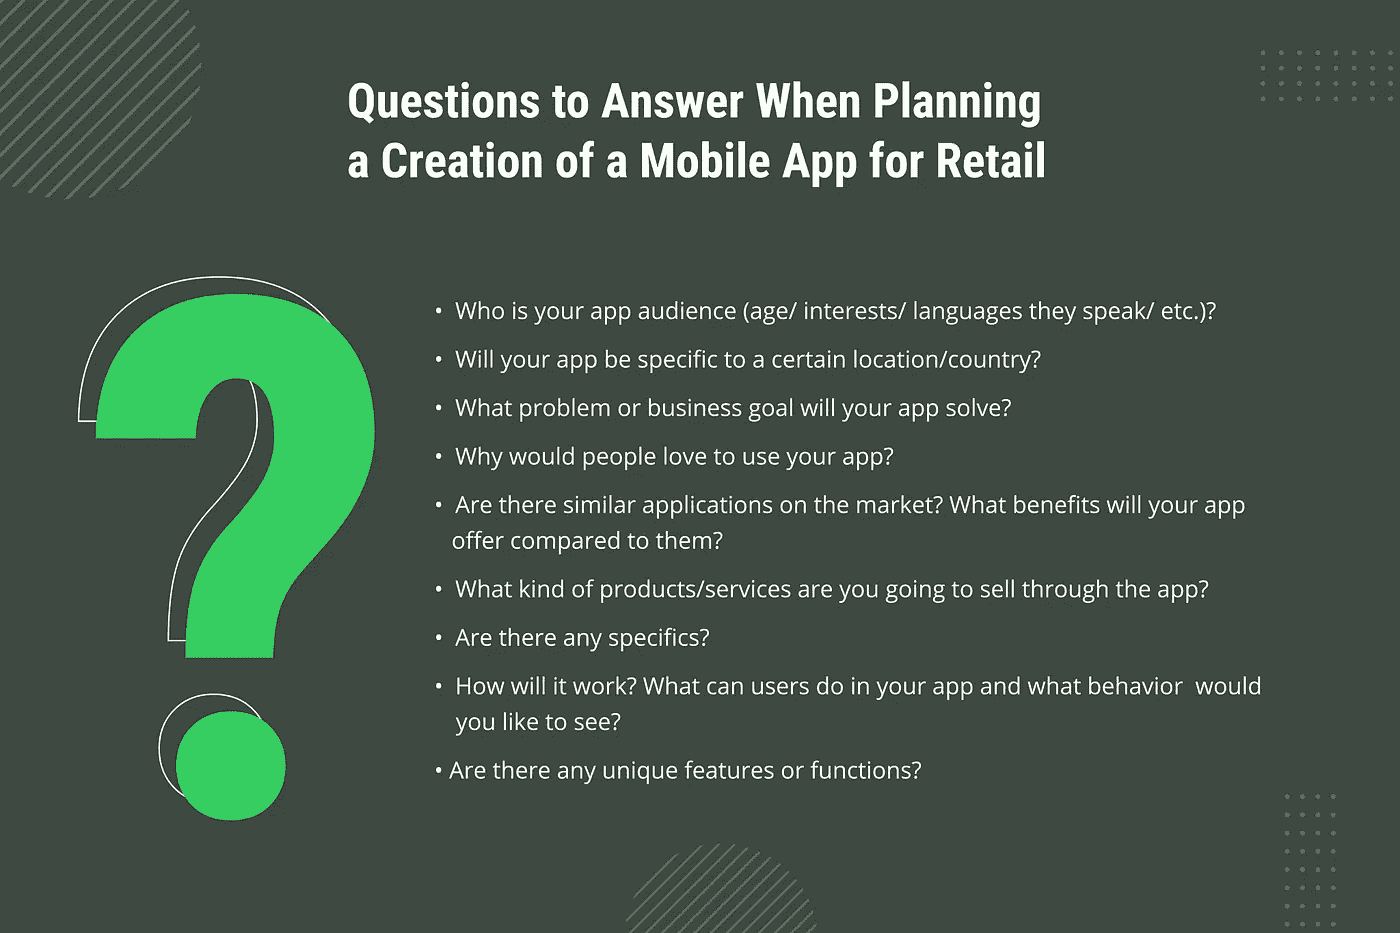 Questions to Answer When Planning
a Creation of a Mobile App for Retail
• Who is your app audience (age/ interests/ languages they speak/ etc.)?
• Will your app be specific to a certain location/country?
• What problem or business goal will your app solve?
• Why would people love to use your app?
• Are there similar applications on the market? What benefits will your app
offer compared to them?
• What kind of products/services are you going to sell through the app?
• Are there any specifics?
• How will it work? What can users do in your app and what behavior  would
you like to see?
• Are there any unique features or functions?